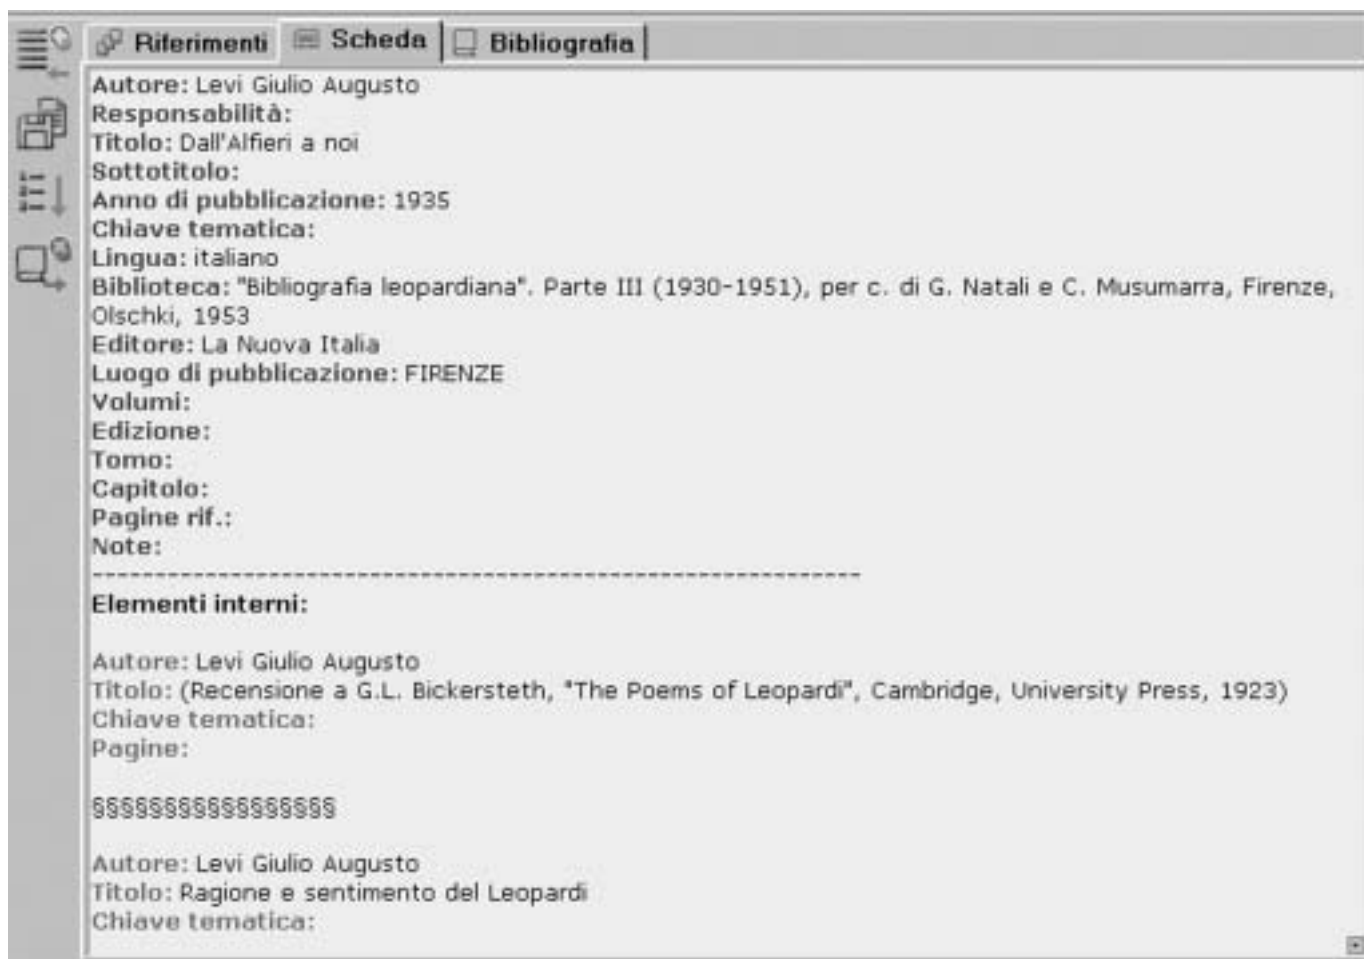 Riferimenti Scheda Bibliografia
Autore: Levi Giulio Augusto
Responsabilità:
Titolo: Dall'Alfieri a noi
Sottotitolo:
Anno di pubblicazione: 1935
Chiave tematica:
Lingua: italiano
Biblioteca: "Bibliografia leopardiana". Parte III (1930-1951), per c. di G. Natali e C. Musumarra, Firenze,
Olschki, 1953
Editore: La Nuova Italia
Luogo di pubblicazione: FIRENZE
Volumi:
Edizione:
Tomo:
Capitolo:
Pagine rif.:
Note:
-------------------------------------------------------------
Elementi interni:
Autore: Levi Giulio Augusto
Titolo: (Recensione a G.L. Bickersteth, "The Poems of Leopardi", Cambridge, University Press, 1923)
Chiave tematica:
Pagine:
§§§§§§§§§§§§§§§§§
Autore: Levi Giulio Augusto
Titolo: Ragione e sentimento del Leopardi
Chiave tematica: